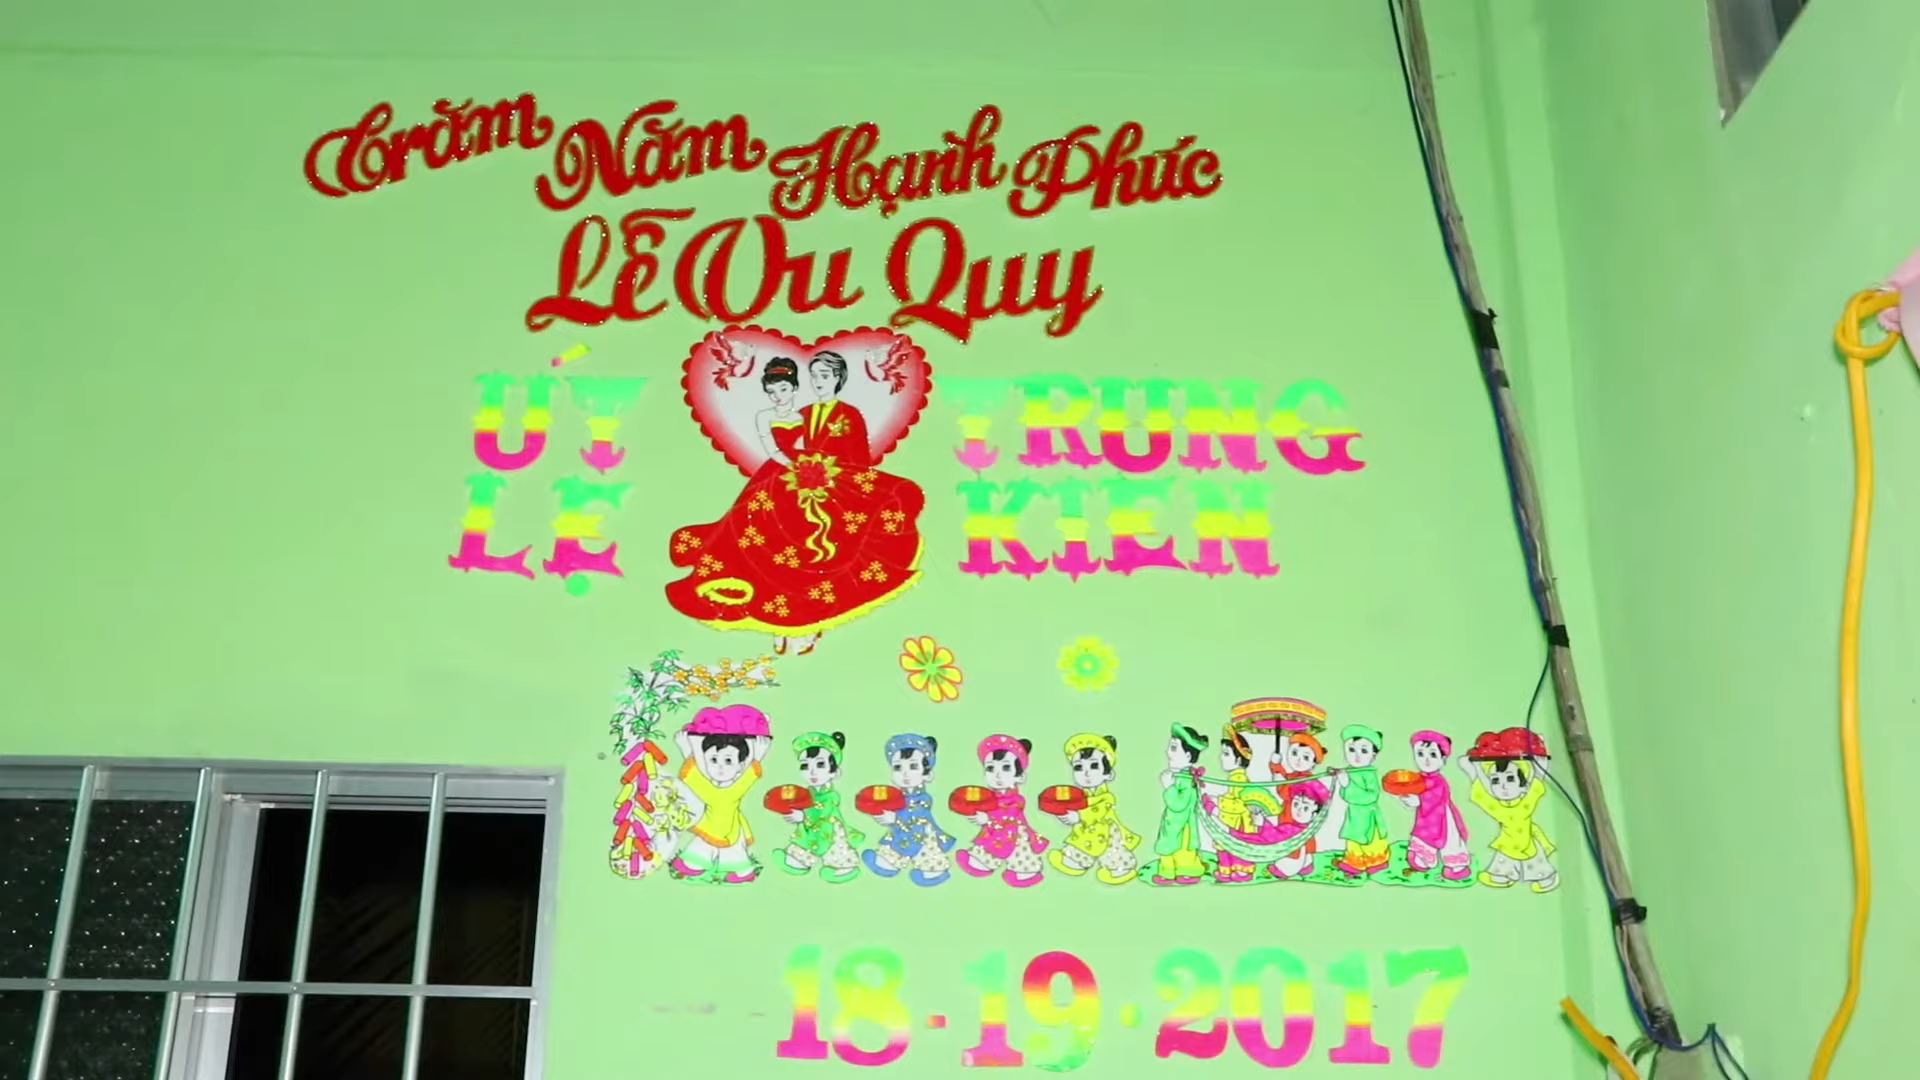 Trăm Năm Hạnh Phúc
Lễ Vu Quy
ÚT TRUNG
LỆ KIEN
18-19-2017